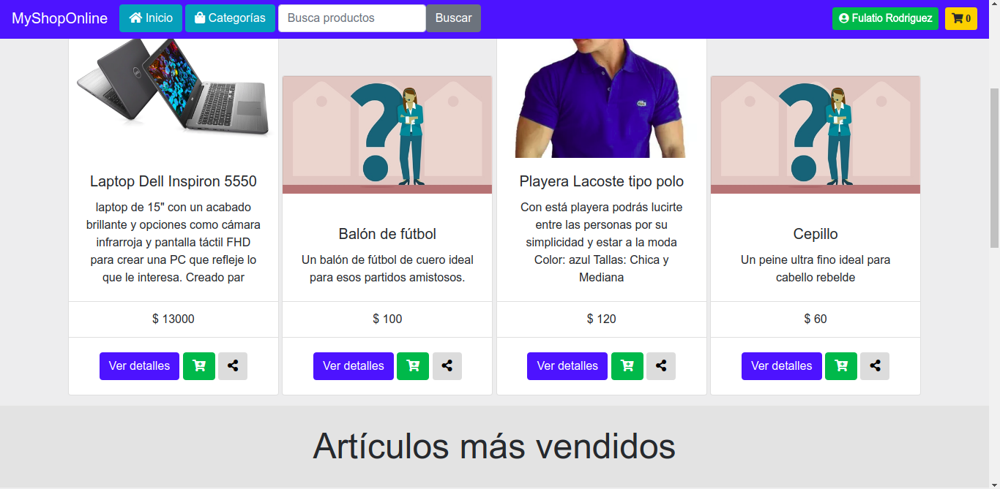 MyShopOnline Inicio Categorías Busca productos Buscar Fulatio Rodriguez 0
Laptop Dell Inspiron 5550
laptop de 15" con un acabado
brillante y opciones como cámara
infrarroja y pantalla táctil FHD
para crear una PC que refleje lo
que le interesa. Creado par
$ 13000
Ver detalles
Balón de fútbol
Un balón de fútbol de cuero ideal
para esos partidos amistosos.
$ 100
Ver detalles
Playera Lacoste tipo polo
Con está playera podrás lucirte
entre las personas por su
simplicidad y estar a la moda
Color: azul Tallas: Chica y
Mediana
$ 120
Ver detalles
Cepillo
Un peine ultra fino ideal para
cabello rebelde
$ 60
Ver detalles
Artículos más vendidos